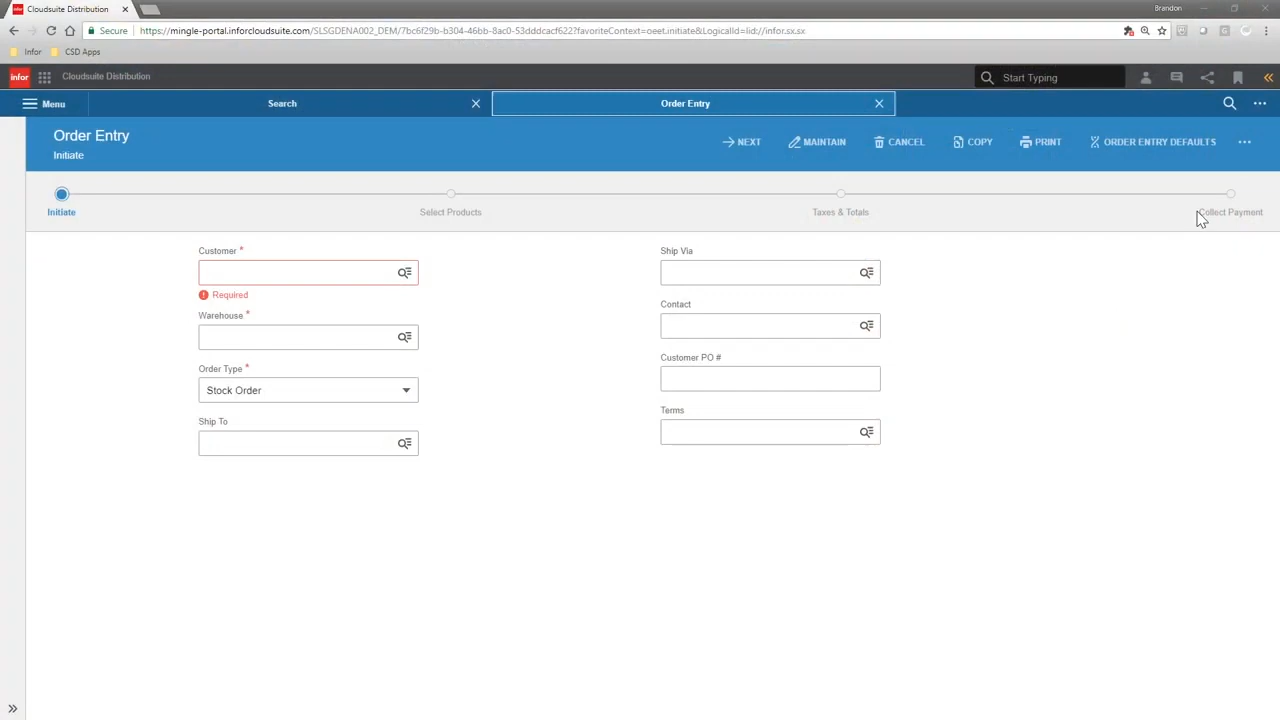 Cloudsuite Distribution
Brandon
Secure | https://mingle-portal.inforcloudsuite.com/SLSGDENA002_DEM/7bc6f29b-b304-46bb-8ac0-53dddcacf622?favoriteContext=oeet.initiate&LogicalId=lid://infor.sx.sx
Infor CSD Apps
infor Cloudsuite Distribution Start Typing
Menu Search Order Entry
Order Entry
Initiate
NEXT MAINTAIN CANCEL COPY PRINT ORDER ENTRY DEFAULTS
Initiate Select Products Taxes & Totals Collect Payment
Customer *
Required
Warehouse *
Order Type *
Stock Order
Ship To
Ship Via
Contact
Customer PO #
Terms